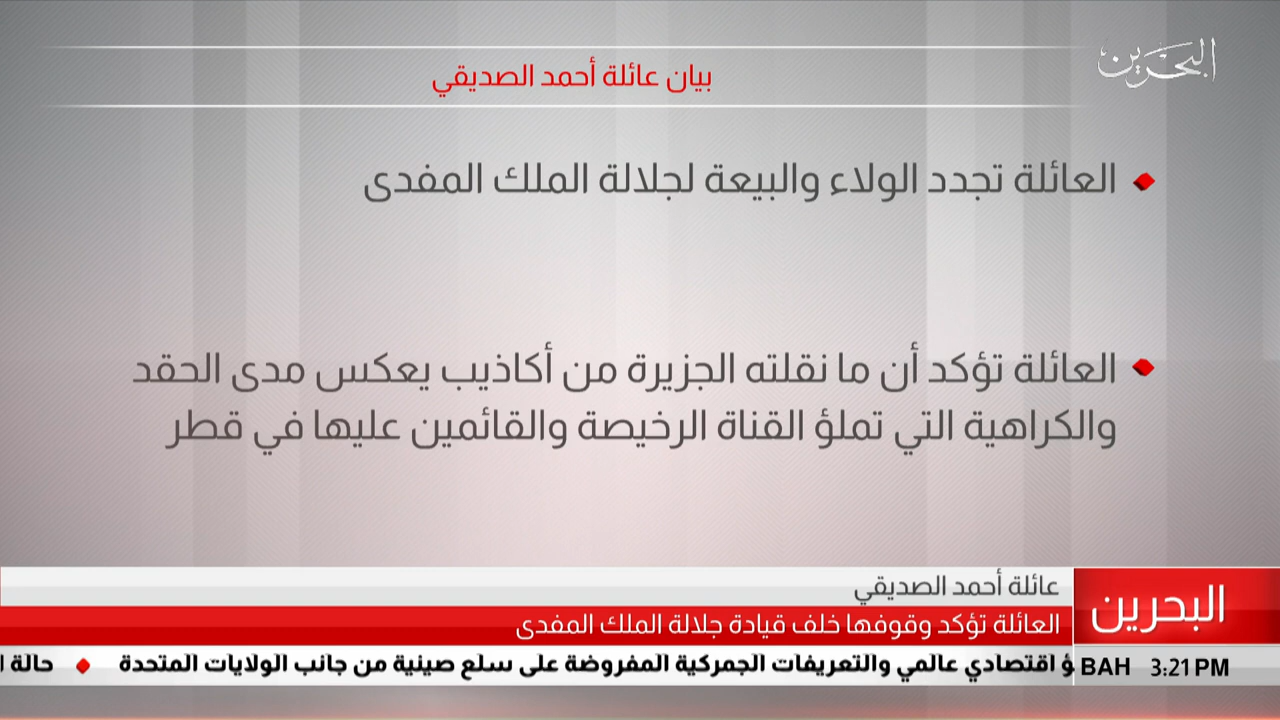 البحرين
بيان عائلة أحمد الصديقي
العائلة تجدد الولاء والبيعة لجلالة الملك المفدى
العائلة تؤكد أن ما نقلته الجزيرة من أكاذيب يعكس مدى الحقد
والكراهية التي تملؤ القناة الرخيصة والقائمين عليها في قطر
عائلة أحمد الصديقي
البحرين
العائلة تؤكد وقوفها خلف قيادة جلالة الملك المفدى
BAH 3:21 PM
ؤ اقتصادي عالمي والتعريفات الجمركية المفروضة على سلع صينية من جانب الولايات المتحدة ♦ حالة ا